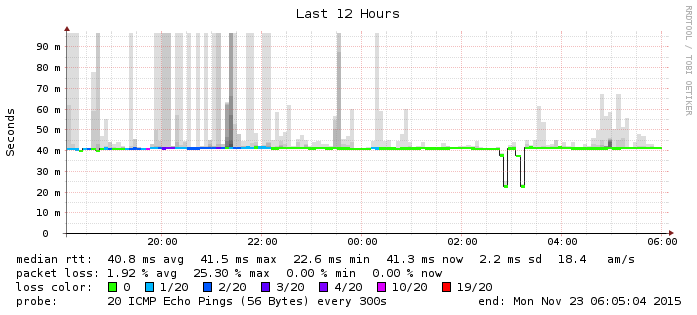 Last 12 Hours
RRDTOOL / TOBI OETIKER
Seconds
90 m
80 m
70 m
60 m
50 m
40 m
30 m
20 m
10 m
0
20:00 22:00 00:00 02:00 04:00 06:00
median rtt: 40.8 ms avg 41.5 ms max 22.6 ms min 41.3 ms now 2.2 ms sd 18.4 am/s
packet loss: 1.92 % avg 25.30 % max 0.00 % min 0.00 % now
loss color: 0 1/20 2/20 3/20 4/20 10/20 19/20
probe: 20 ICMP Echo Pings (56 Bytes) every 300s end: Mon Nov 23 06:05:04 2015